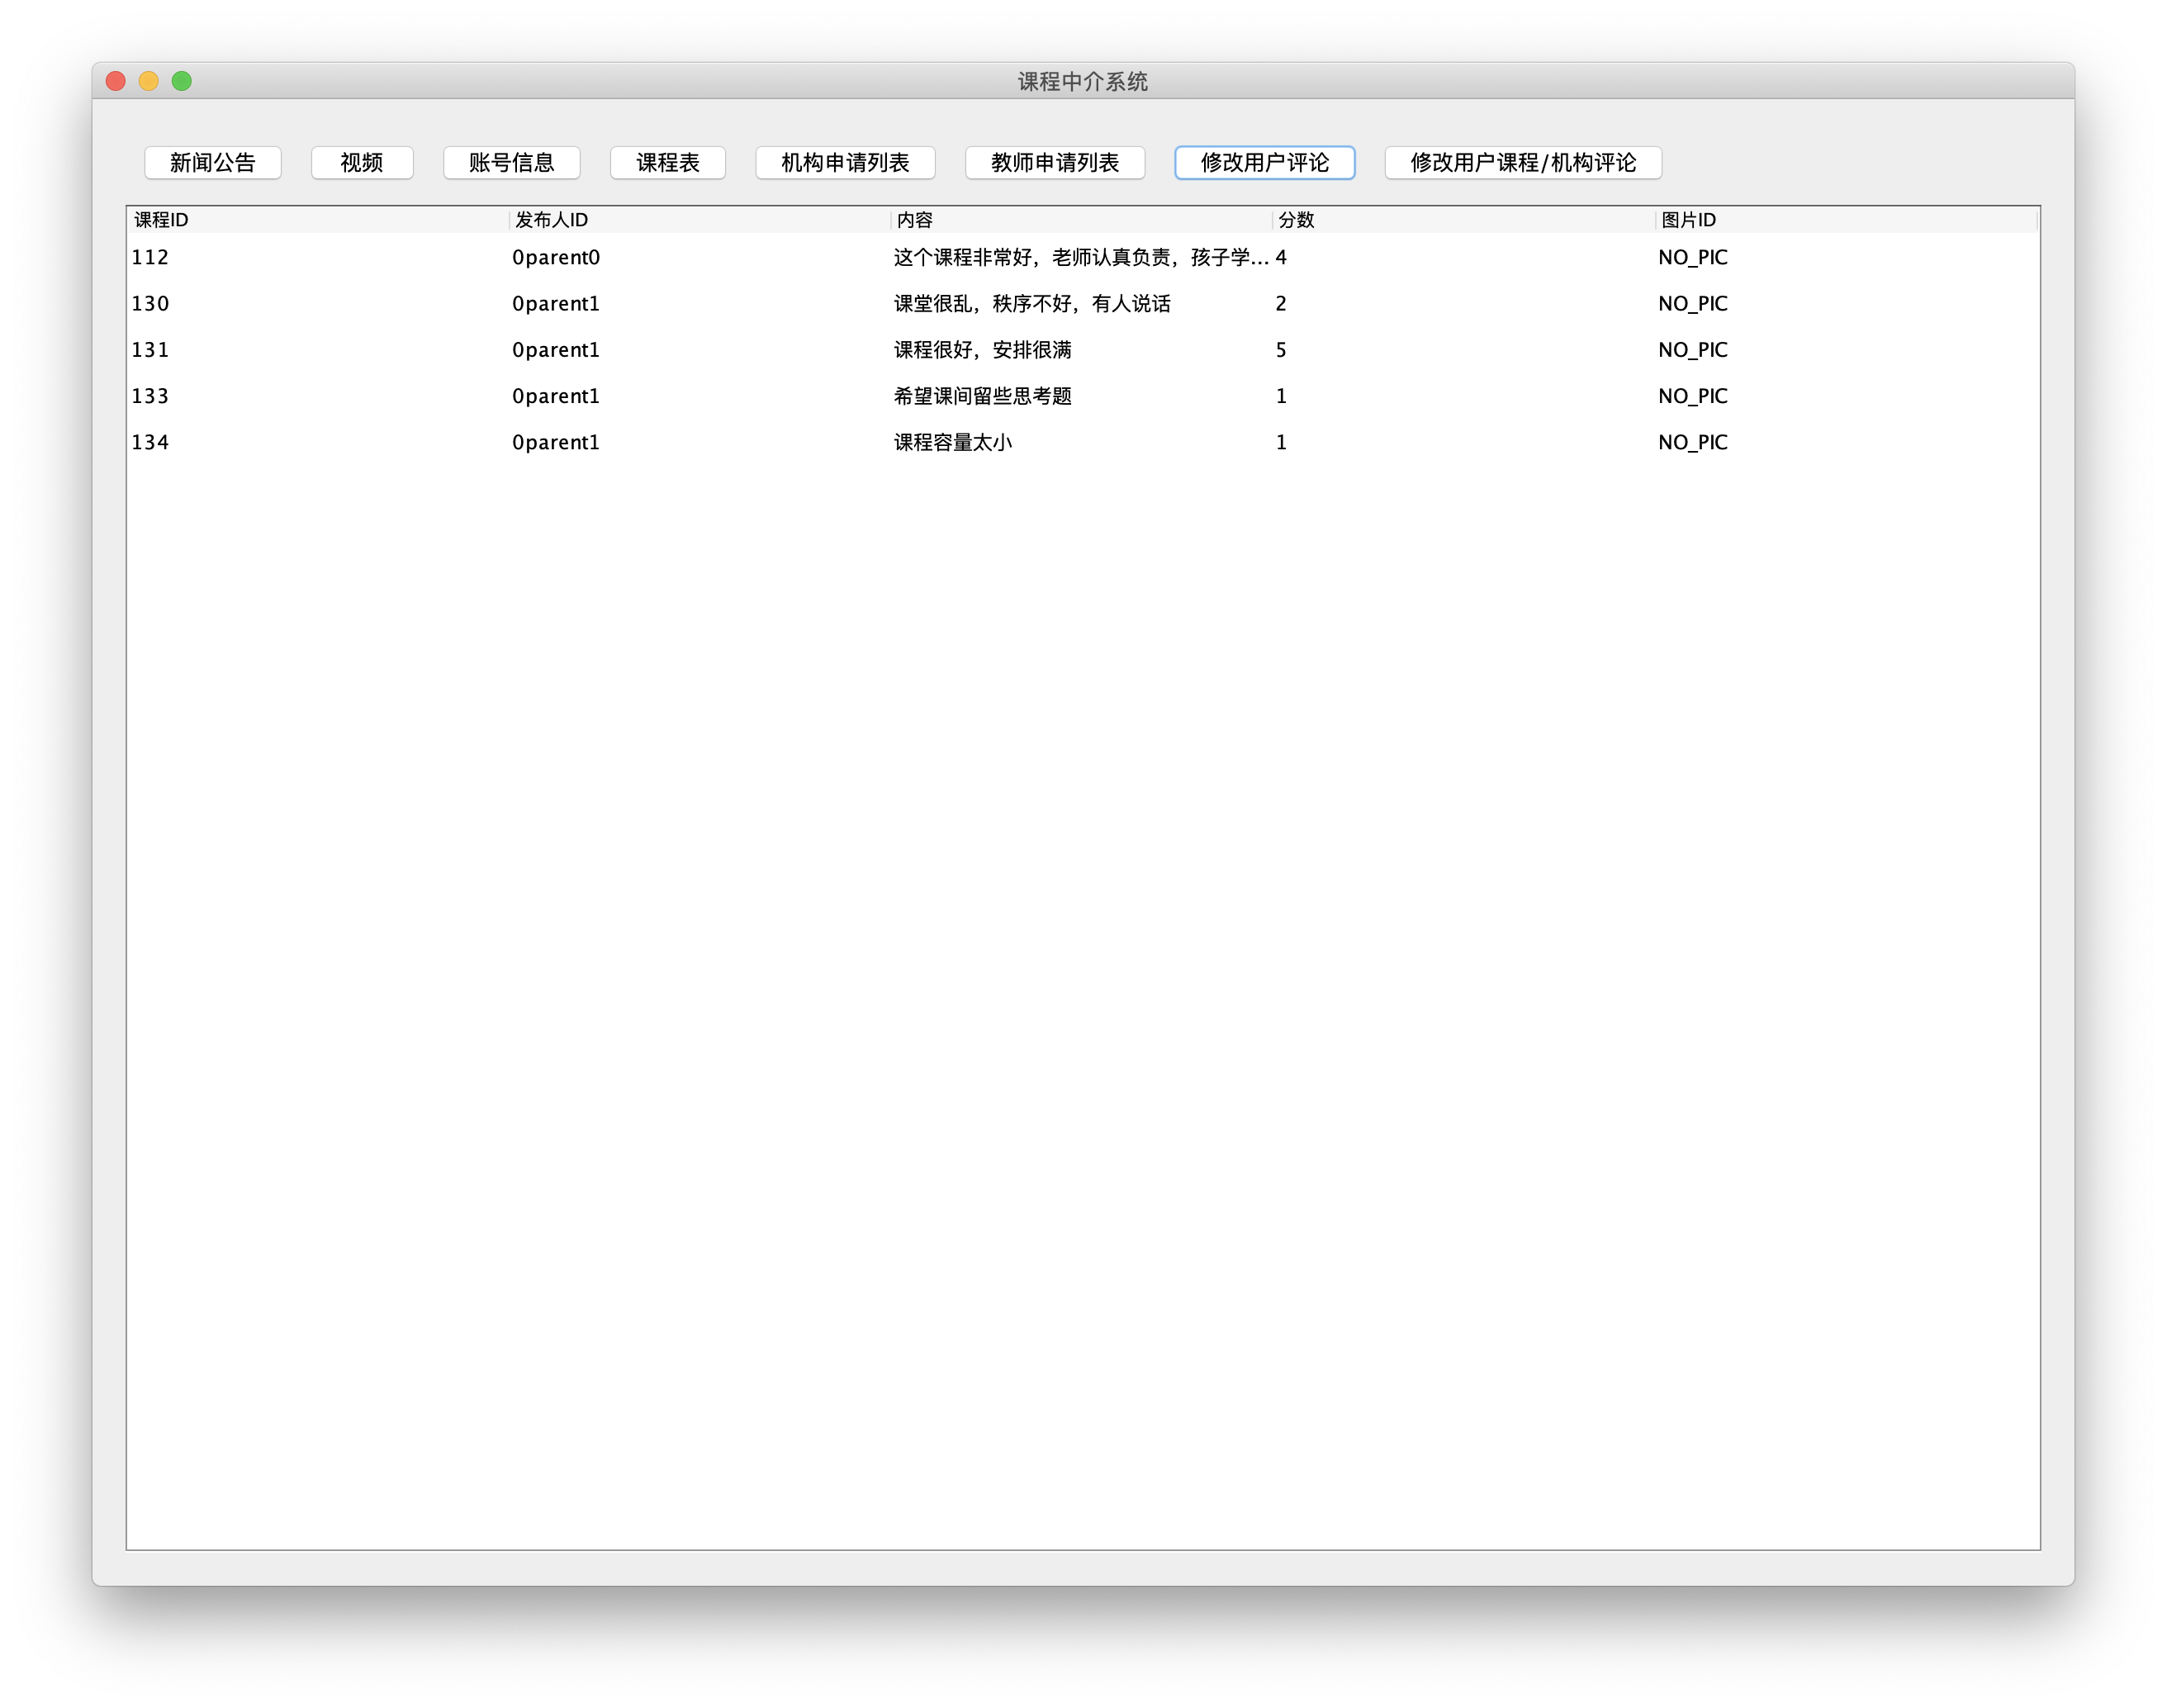 课程中介系统
新闻公告 视频 账号信息 课程表 机构申请列表 教师申请列表 修改用户评论 修改用户课程/机构评论
课程ID 发布人ID 内容 分数 图片ID
112 0parent0 这个课程非常好，老师认真负责，孩子学... 4 NO_PIC
130 0parent1 课堂很乱，秩序不好，有人说话 2 NO_PIC
131 0parent1 课程很好，安排很满 5 NO_PIC
133 0parent1 希望课间留些思考题 1 NO_PIC
134 0parent1 课程容量太小 1 NO_PIC